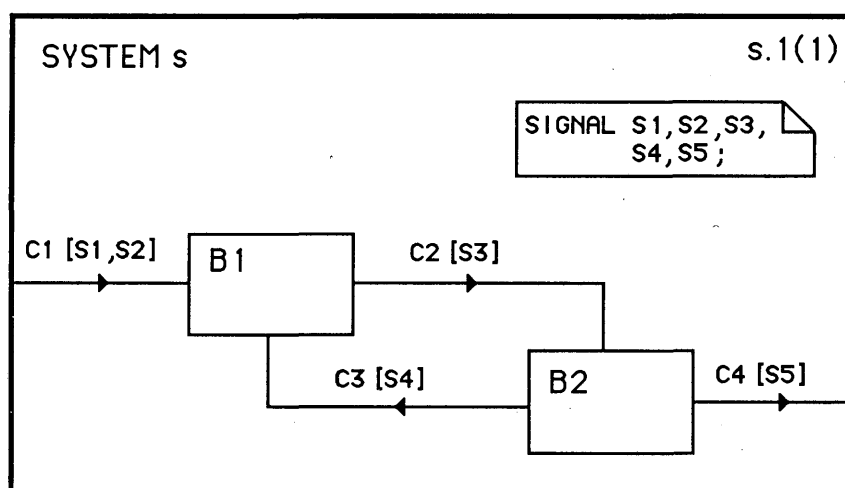 SYSTEM s
s.1(1)
SIGNAL S1,S2,S3,
S4,S5;
C1 [S1,S2]
B1
C2 [S3]
C3 [S4]
B2
C4 [S5]